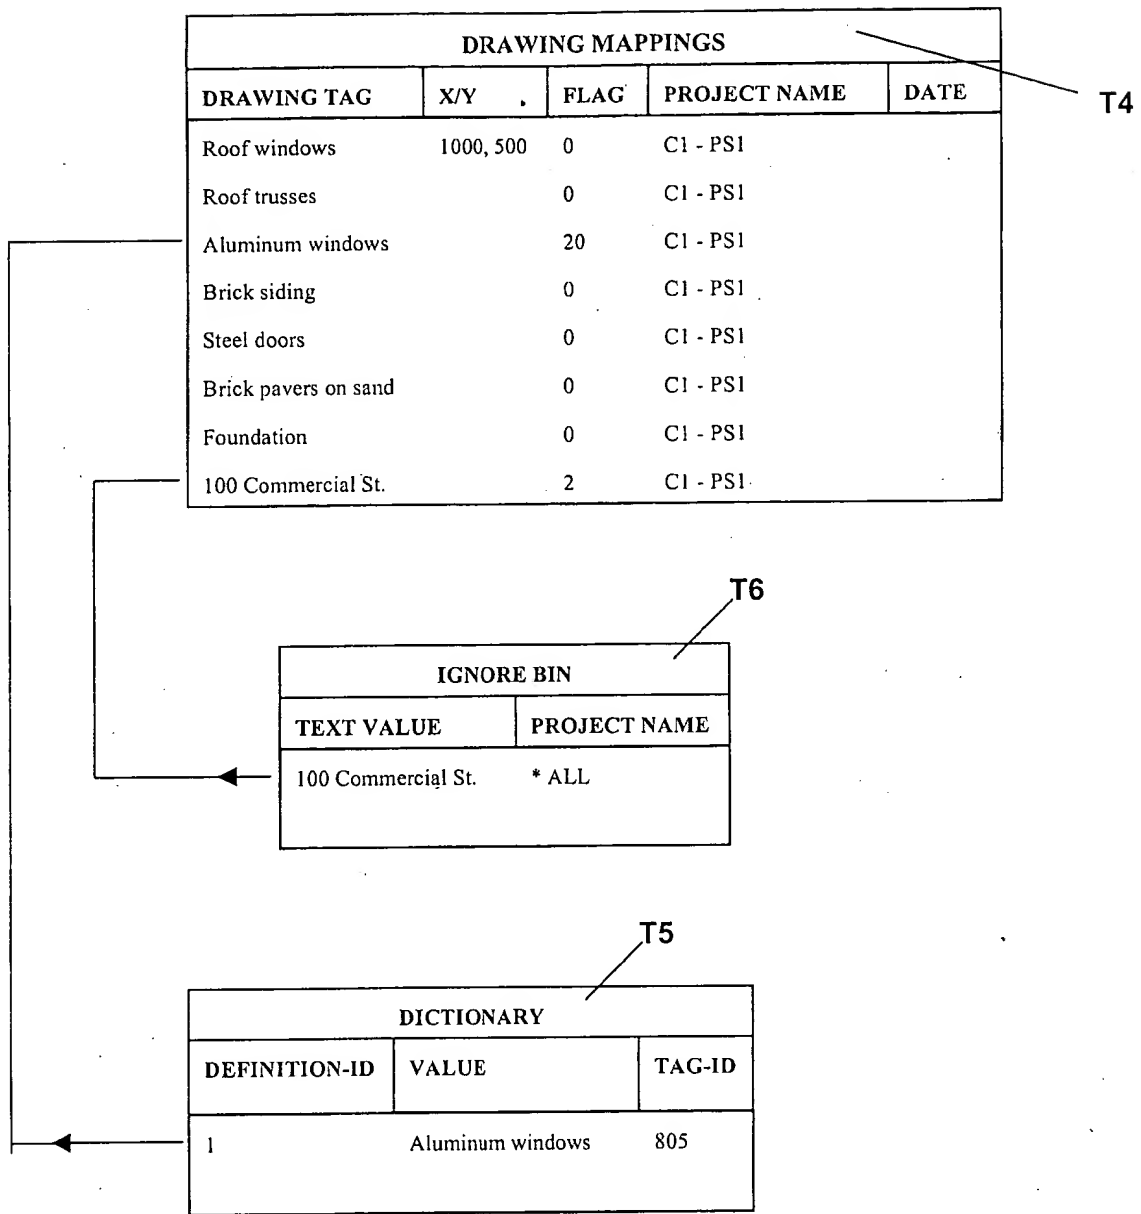 DRAWING MAPPINGS
DRAWING TAG X/Y FLAG PROJECT NAME DATE
T4
Roof windows 1000, 500 0 C1 - PS1
Roof trusses 0 C1 - PS1
Aluminum windows 20 C1 - PS1
Brick siding 0 C1 - PS1
Steel doors 0 C1 - PS1
Brick pavers on sand 0 C1 - PS1
Foundation 0 C1 - PS1
100 Commercial St. 2 C1 - PS1
T6
IGNORE BIN
TEXT VALUE PROJECT NAME
100 Commercial St. * ALL
T5
DICTIONARY
DEFINITION-ID VALUE TAG-ID
1 Aluminum windows 805